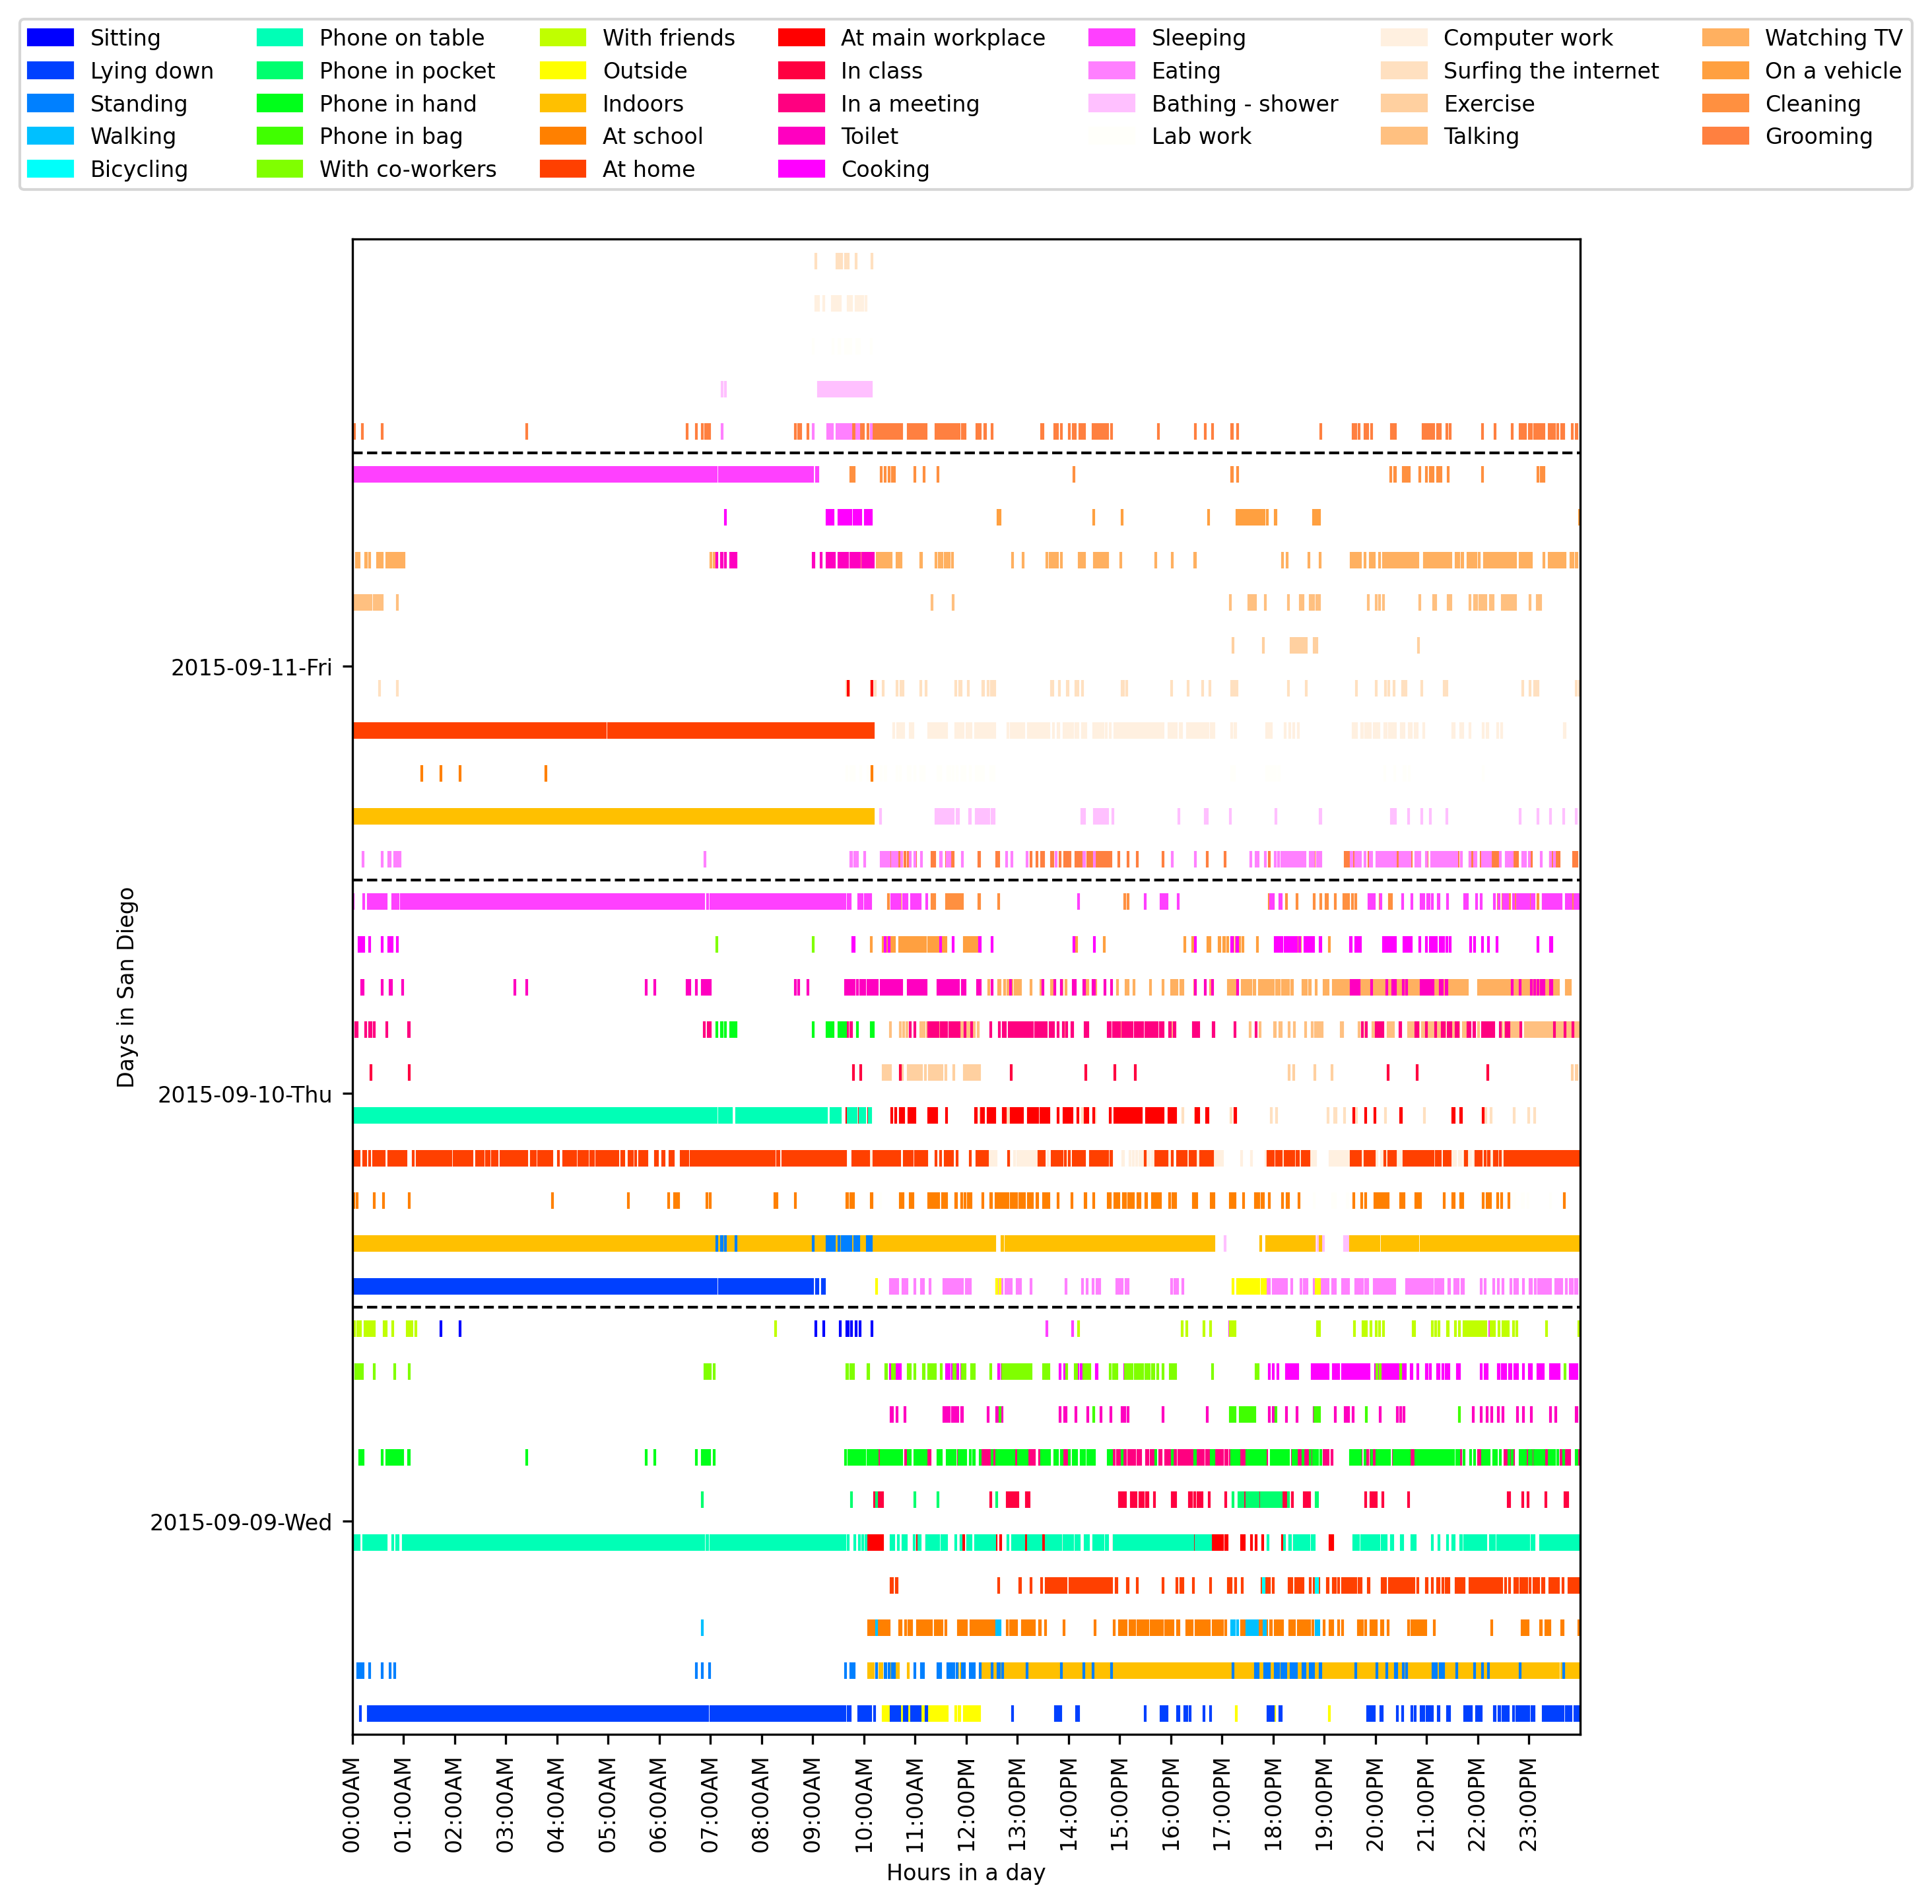 Sitting
Lying down
Standing
Walking
Bicycling
Phone on table
Phone in pocket
Phone in hand
Phone in bag
With co-workers
With friends
Outside
Indoors
At school
At home
At main workplace
In class
In a meeting
Toilet
Cooking
Sleeping
Eating
Bathing - shower
Lab work
Computer work
Surfing the internet
Exercise
Talking
Watching TV
On a vehicle
Cleaning
Grooming
Days in San Diego
2015-09-11-Fri
2015-09-10-Thu
2015-09-09-Wed
00:00AM
01:00AM
02:00AM
03:00AM
04:00AM
05:00AM
06:00AM
07:00AM
08:00AM
09:00AM
10:00AM
11:00AM
12:00PM
13:00PM
14:00PM
15:00PM
16:00PM
17:00PM
18:00PM
19:00PM
20:00PM
21:00PM
22:00PM
23:00PM
Hours in a day